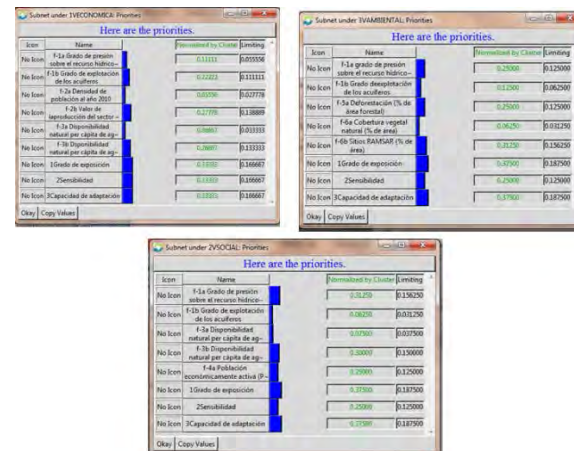 Subnet under 1VECONOMICA: Priorities
Here are the priorities.
Icon Name Normalized by Cluster Limiting
No Icon f-1a Grado de presión sobre el recurso hídrico~ 0.11111 0.055556
No Icon f-1b Grado de explotación de los acuíferos 0.22222 0.111111
No Icon f-2a Densidad de población al año 2010 0.05556 0.027778
No Icon f-2b Valor de laproducción del sector ~ 0.27778 0.138889
No Icon f-3a Disponibilidad natural per cápita de ag~ 0.013333
No Icon f-3b Disponibilidad natural per cápita de ag~ 0.133333
No Icon 1Grado de exposición 0.33333 0.166667
No Icon 2Sensibilidad 0.33333 0.166667
No Icon 3Capacidad de adaptación 0.33333 0.166667
Okay Copy Values
Subnet under 3VAMBIENTAL: Priorities
Here are the priorities.
Icon Name Normalized by Cluster Limiting
No Icon f-1a grado de presión sobre el recurso hídrico~ 0.25000 0.125000
No Icon f-1b Grado deexplotación de los acuíferos 0.12500 0.062500
No Icon f-5a Deforestación (% de área forestal) 0.25000 0.125000
No Icon f-6a Cobertura vegetal natural (% de área) 0.06250 0.031250
No Icon f-6b Sitios RAMSAR (% de área) 0.31250 0.156250
No Icon 1Grado de exposición 0.37500 0.187500
No Icon 2Sensibilidad 0.25000 0.125000
No Icon 3Capacidad de adaptación 0.37500 0.187500
Okay Copy Values
Subnet under 2VSOCIAL: Priorities
Here are the priorities.
Icon Name Normalized by Cluster Limiting
No Icon f-1a Grado de presión sobre el recurso hídrico~ 0.31250 0.156250
No Icon f-1b Grado de explotación de los acuíferos 0.06250 0.031250
No Icon f-3a Disponibilidad natural per cápita de ag~ 0.07500 0.037500
No Icon f-3b Disponibilidad natural per cápita de ag~ 0.30000 0.150000
No Icon f-4a Población económicamente activa (P~ 0.25000 0.125000
No Icon 1Grado de exposición 0.37500 0.187500
No Icon 2Sensibilidad 0.25000 0.125000
No Icon 3Capacidad de adaptación 0.37500 0.187500
Okay Copy Values